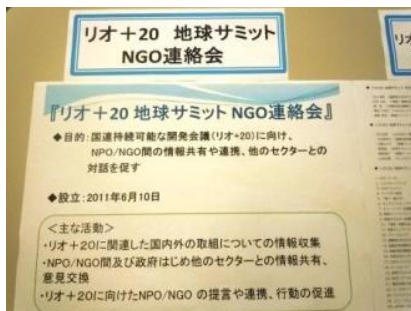 リオ+20 地球サミット
NGO連絡会
『リオ+20 地球サミット NGO連絡会』
◆目的:国連持続可能な開発会議(リオ+20)に向け、
NPO/NGO間の情報共有や連携、他のセクターとの
対話を促す
◆設立:2011年6月10日
<主な活動>
・リオ+20に関連した国内外の取組についての情報収集
・NPO/NGO間及び政府はじめ他のセクターとの情報共有、
意見交換
・リオ+20に向けたNPO/NGO の提言や連携、行動の促進
リオ